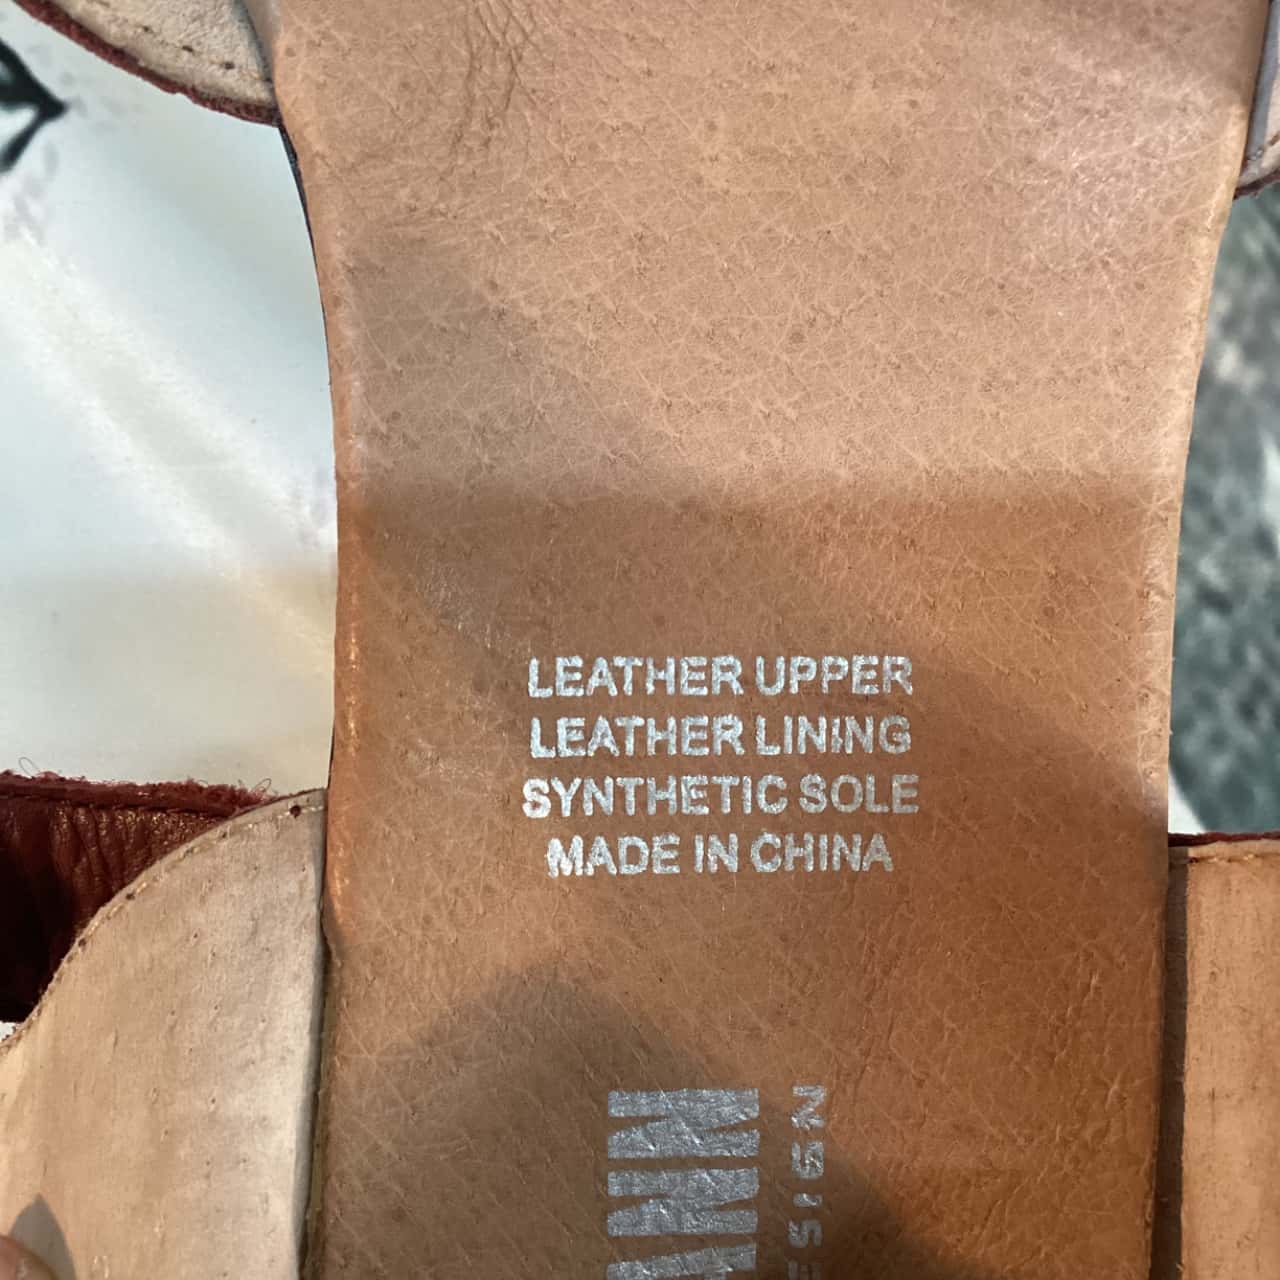 LEATHER UPPER
LEATHER LINING
SYNTHETIC SOLE
MADE IN CHINA